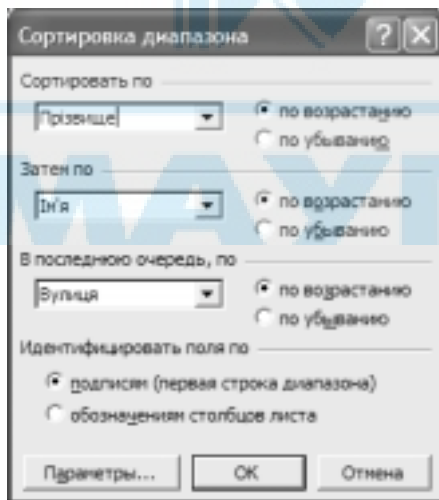 Сортировка диапазона
Сортировать по
Прізвище
по возрастанию
по убыванию
Затем по
Ім'я
по возрастанию
по убыванию
В последнюю очередь, по
Вулиця
по возрастанию
по убыванию
Идентифицировать поля по
подписям (первая строка диапазона)
обозначениям столбцов листа
Параметры... ОК Отмена